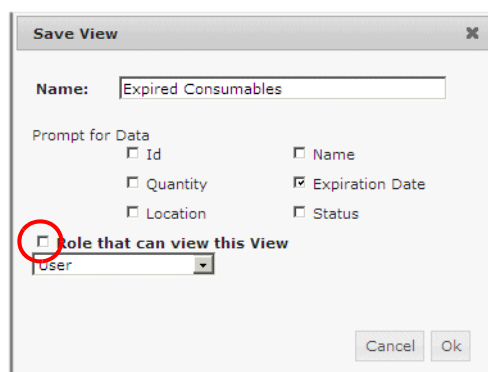 Save View
Name: Expired Consumables
Prompt for Data
Id Name
Quantity Expiration Date
Location Status
Role that can view this View
User
Cancel Ok